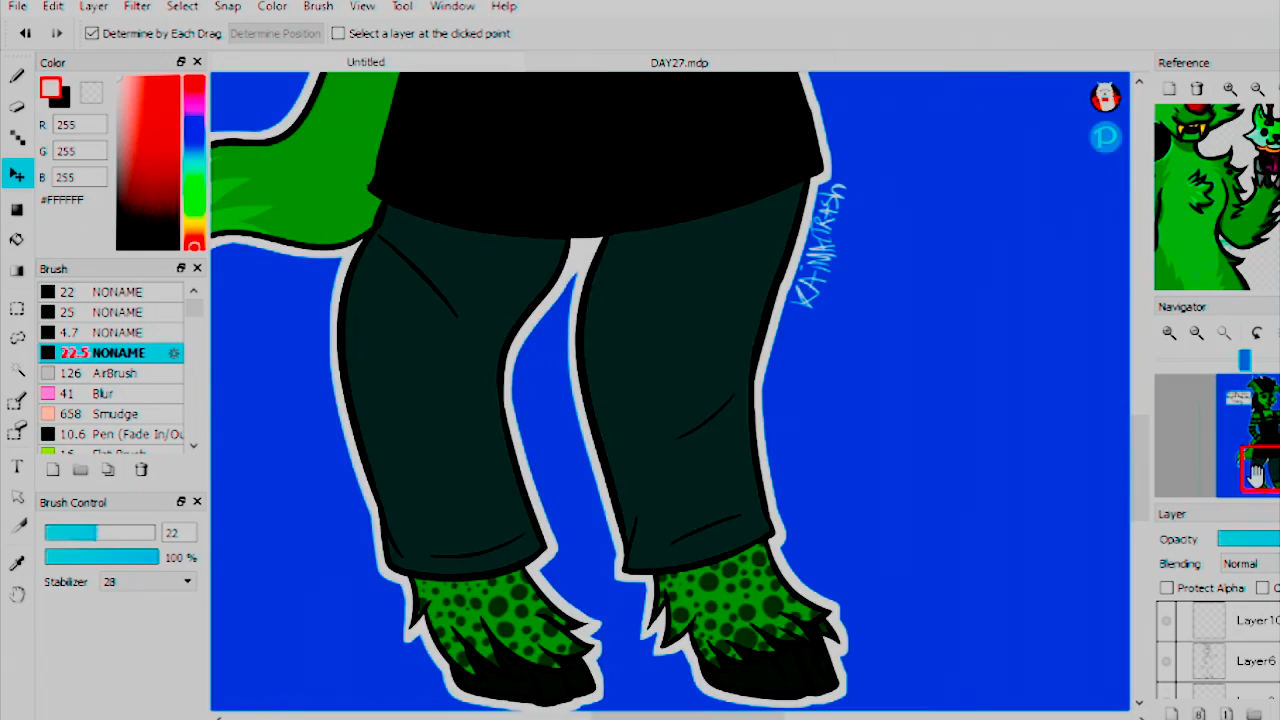 File Edit Layer Filter Select Snap Color Brush View Tool Window Help
Determine by Each Drag Determine Position Select a layer at the clicked point
Color
Untitled
DAY27.mdp
Reference
R 255
G 255
B 255
#FFFFFF
KAiMMTRASH
Brush
22 NONAME
25 NONAME
4.7 NONAME
22.5 NONAME
126 AirBrush
41 Blur
658 Smudge
10.6 Pen (Fade In/Ou
Navigator
Brush Control
22
100 %
Stabilizer 28
Layer
Opacity
Blending Normal
Protect Alpha
Layer10
Layer6